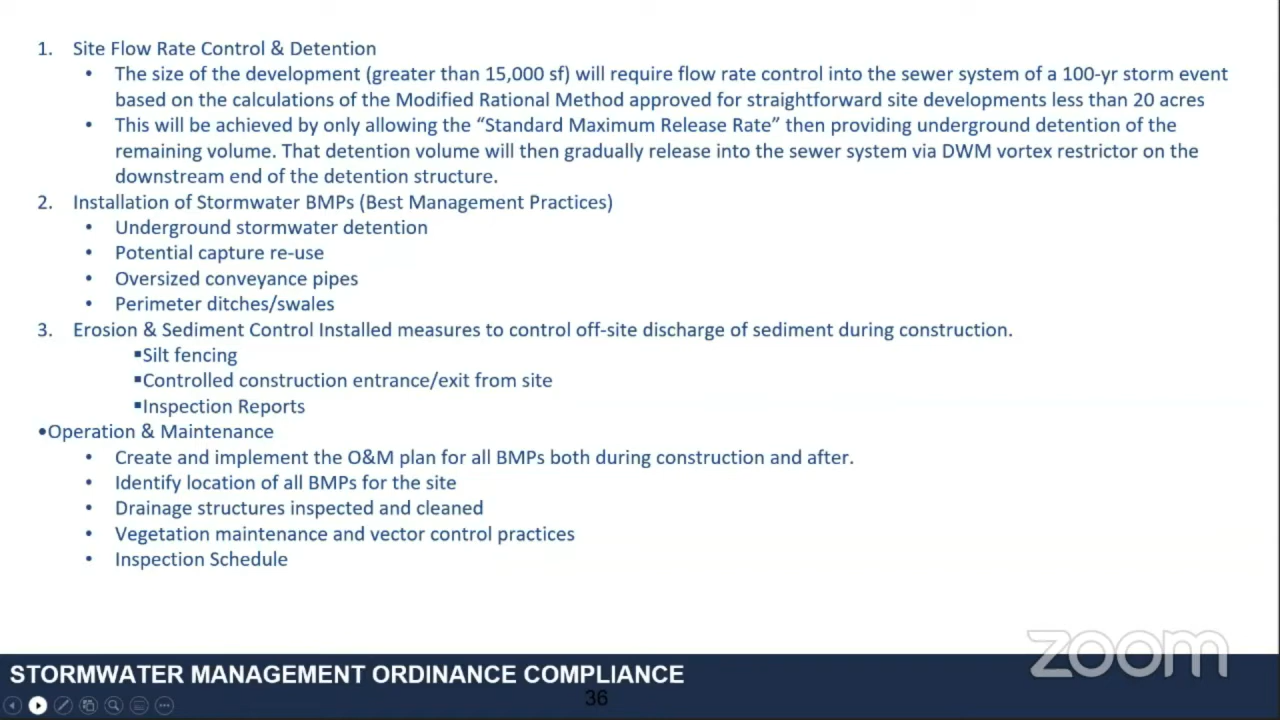 1. Site Flow Rate Control & Detention
• The size of the development (greater than 15,000 sf) will require flow rate control into the sewer system of a 100-yr storm event
based on the calculations of the Modified Rational Method approved for straightforward site developments less than 20 acres
• This will be achieved by only allowing the “Standard Maximum Release Rate” then providing underground detention of the
remaining volume. That detention volume will then gradually release into the sewer system via DWM vortex restrictor on the
downstream end of the detention structure.
2. Installation of Stormwater BMPs (Best Management Practices)
• Underground stormwater detention
• Potential capture re-use
• Oversized conveyance pipes
• Perimeter ditches/swales
3. Erosion & Sediment Control Installed measures to control off-site discharge of sediment during construction.
▪Silt fencing
▪Controlled construction entrance/exit from site
▪Inspection Reports
•Operation & Maintenance
• Create and implement the O&M plan for all BMPs both during construction and after.
• Identify location of all BMPs for the site
• Drainage structures inspected and cleaned
• Vegetation maintenance and vector control practices
• Inspection Schedule
zoom
STORMWATER MANAGEMENT ORDINANCE COMPLIANCE
36